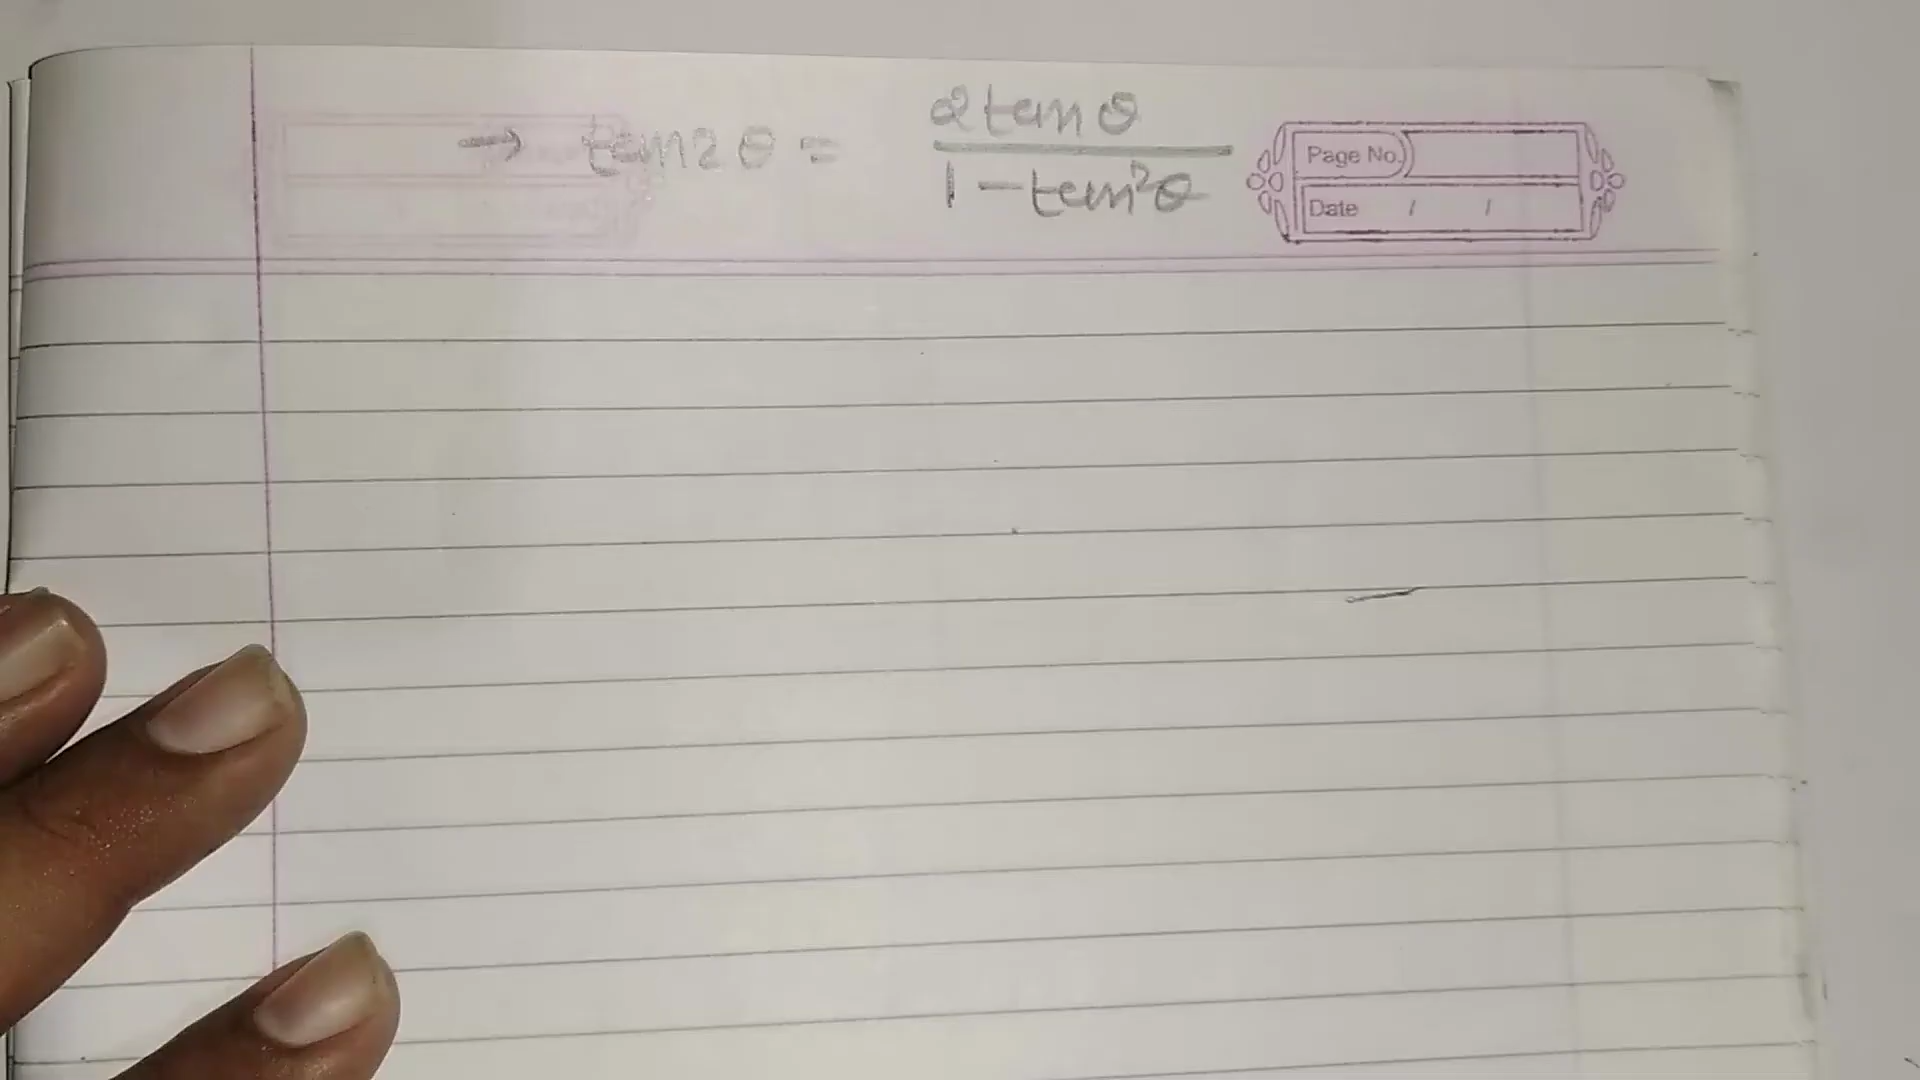 → tan2θ = 2tanθ / 1-tan²θ
Page No.
Date / /